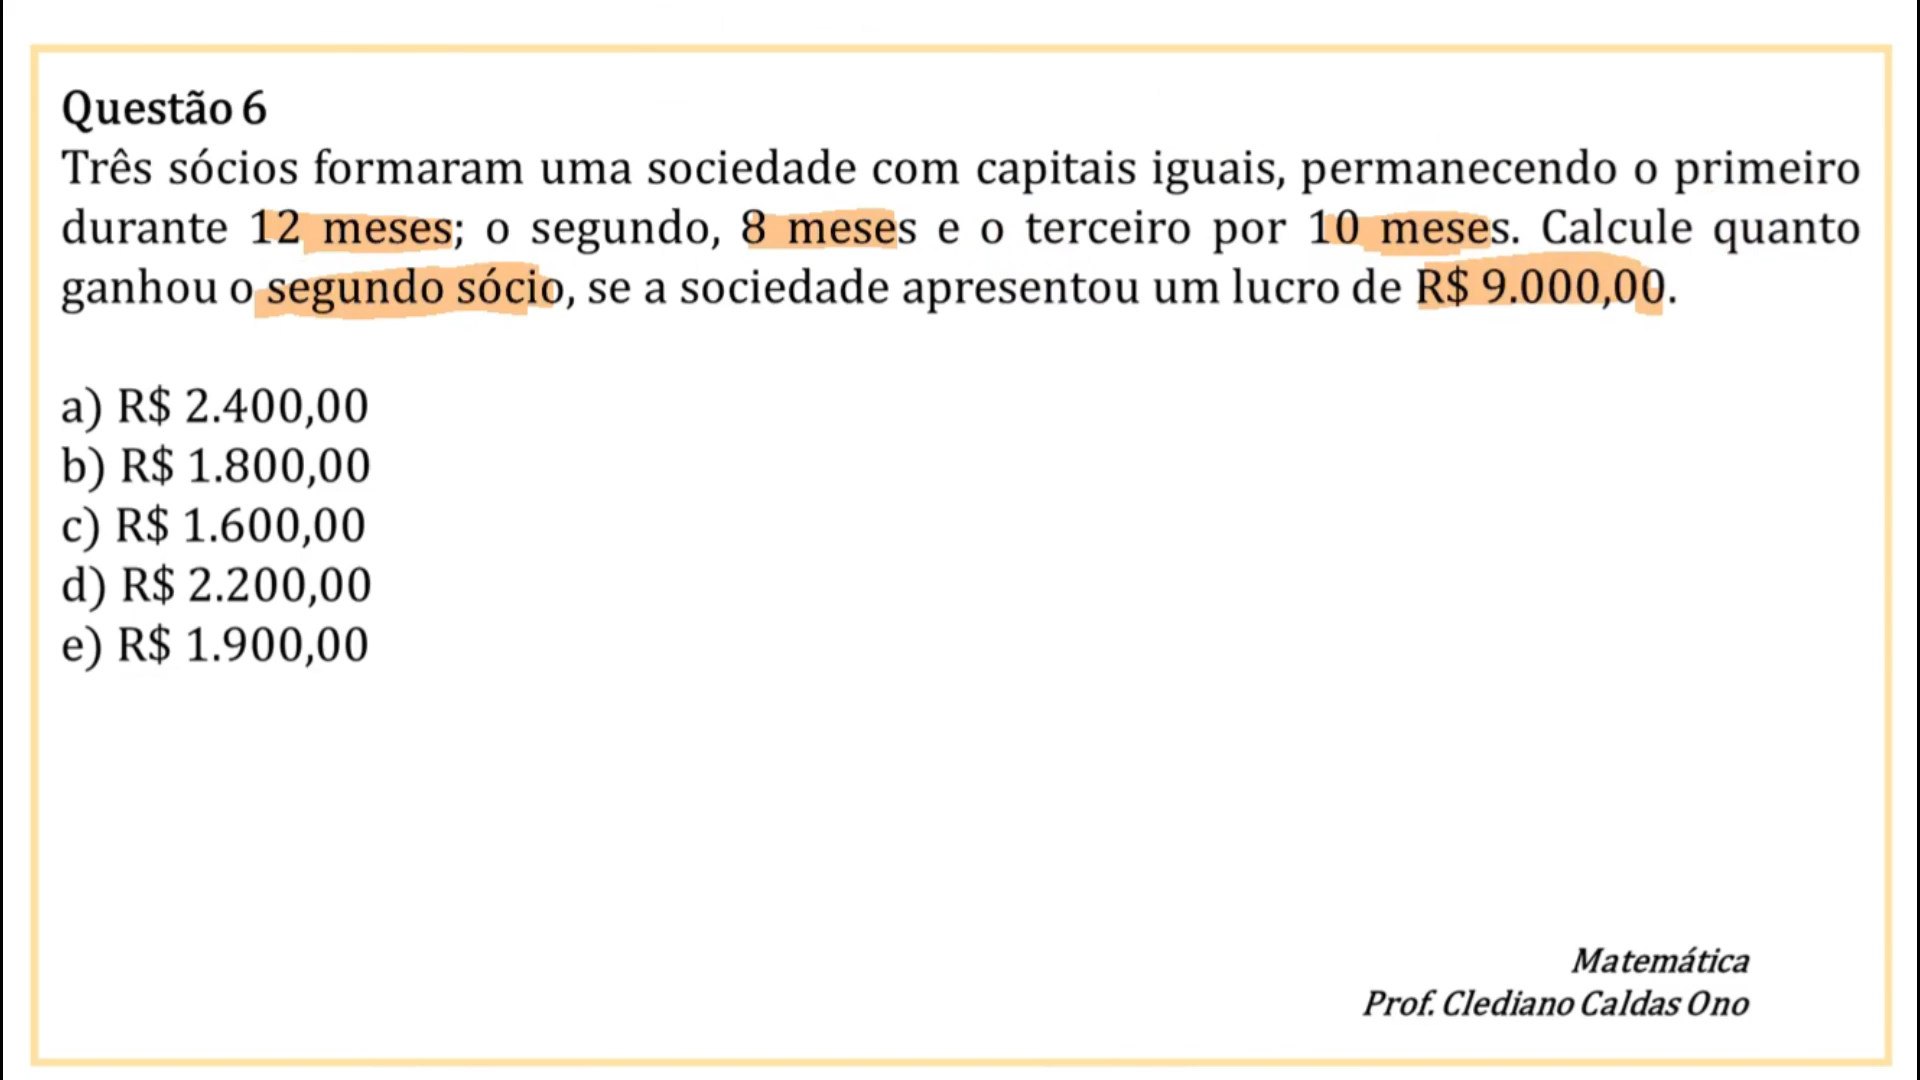 Questão 6
Três sócios formaram uma sociedade com capitais iguais, permanecendo o primeiro
durante 12 meses; o segundo, 8 meses e o terceiro por 10 meses. Calcule quanto
ganhou o segundo sócio, se a sociedade apresentou um lucro de R$ 9.000,00.
a) R$ 2.400,00
b) R$ 1.800,00
c) R$ 1.600,00
d) R$ 2.200,00
e) R$ 1.900,00
Matemática
Prof. Clediano Caldas Ono